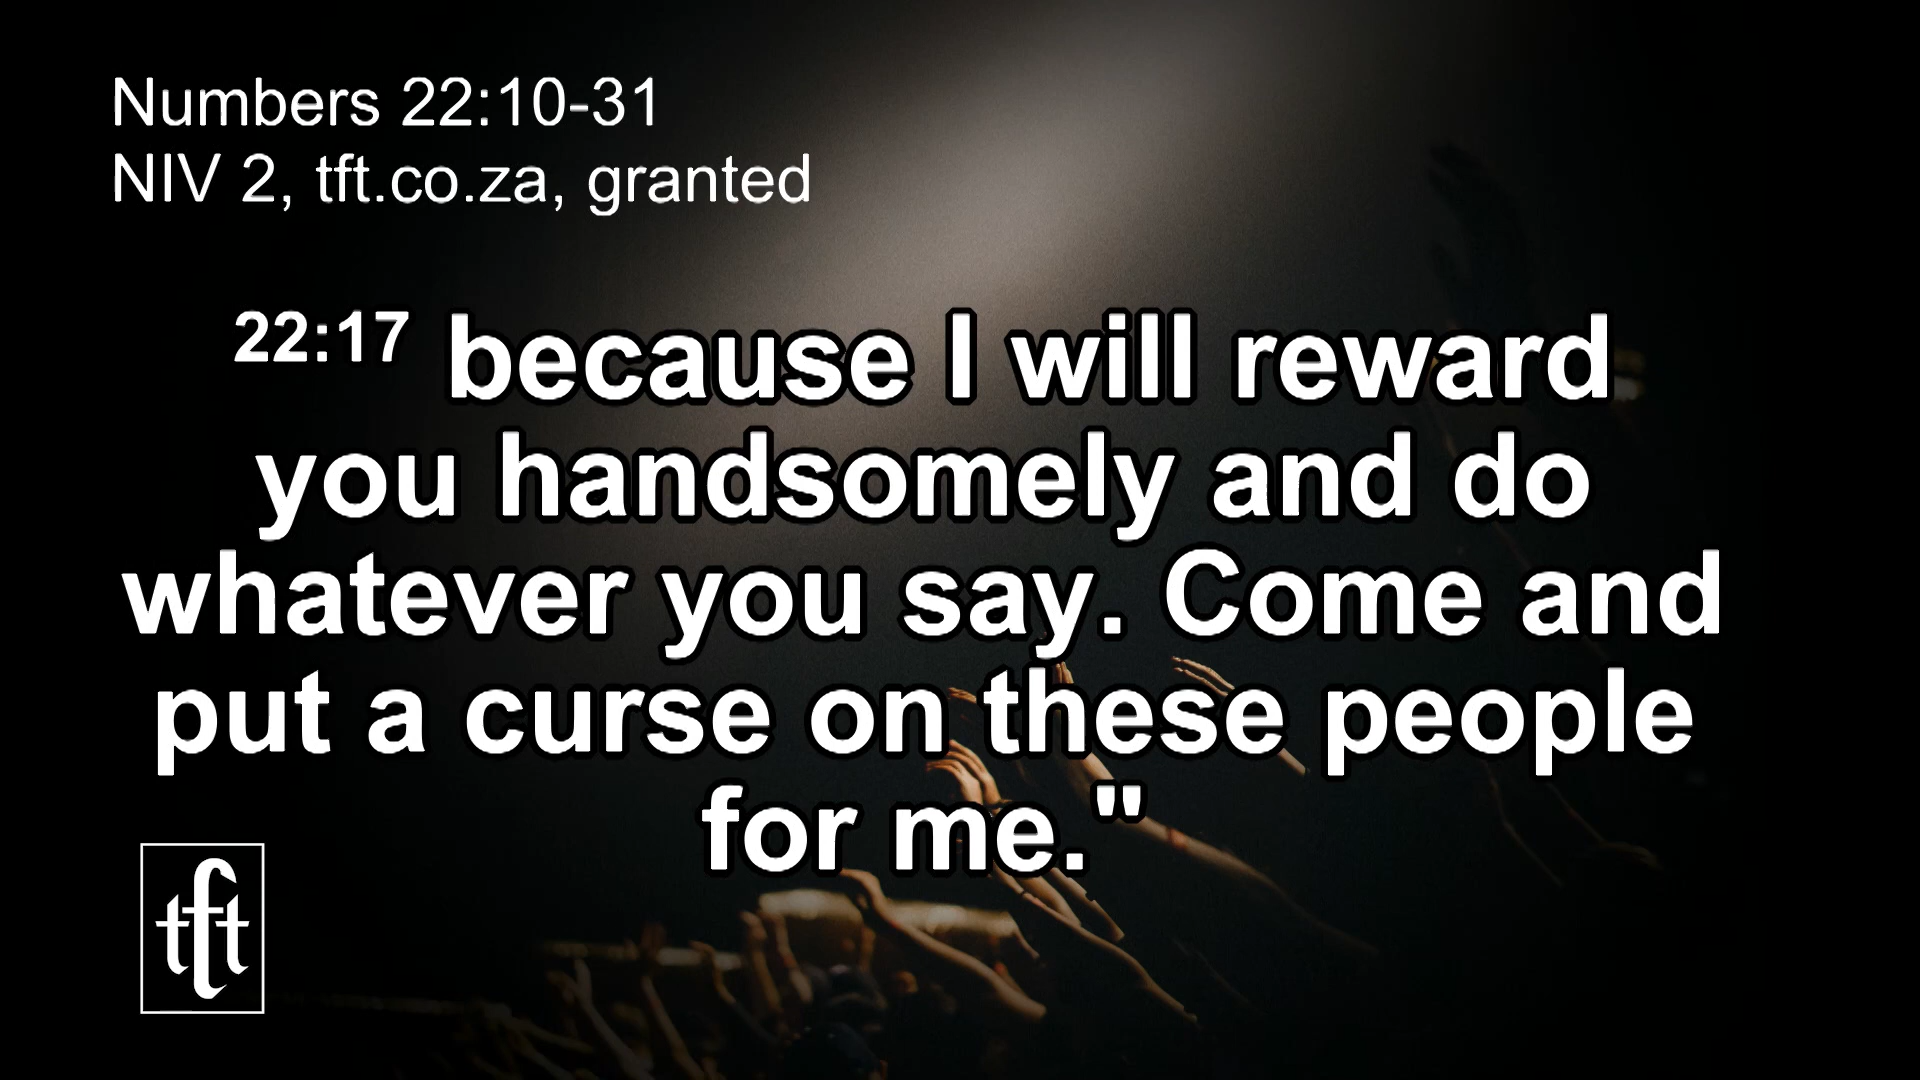 Numbers 22:10-31
NIV 2, tft.co.za, granted
22:17 because I will reward
you handsomely and do
whatever you say. Come and
put a curse on these people
for me."
tft